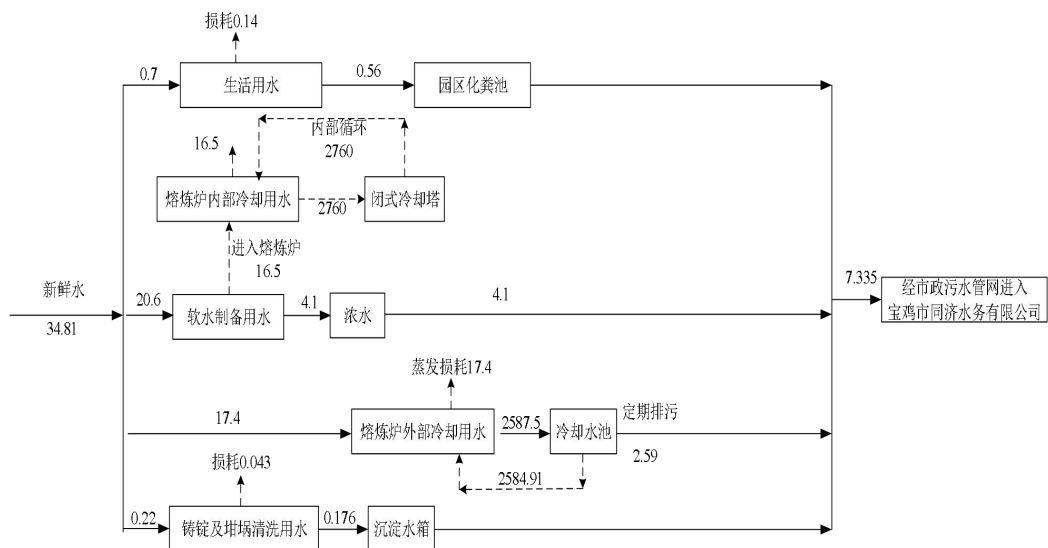 损耗0.14
0.7
生活用水
0.56
园区化粪池
内部循环
2760
16.5
熔炼炉内部冷却用水
2760
闭式冷却塔
进入熔炼炉
16.5
新鲜水
34.81
20.6
软水制备用水
4.1
浓水
4.1
7.335
经市政污水管网进入
宝鸡市同济水务有限公司
蒸发损耗17.4
17.4
熔炼炉外部冷却用水
2587.5
冷却水池
定期排污
2.59
2584.91
损耗0.043
0.22
铸锭及坩埚清洗用水
0.176
沉淀水箱